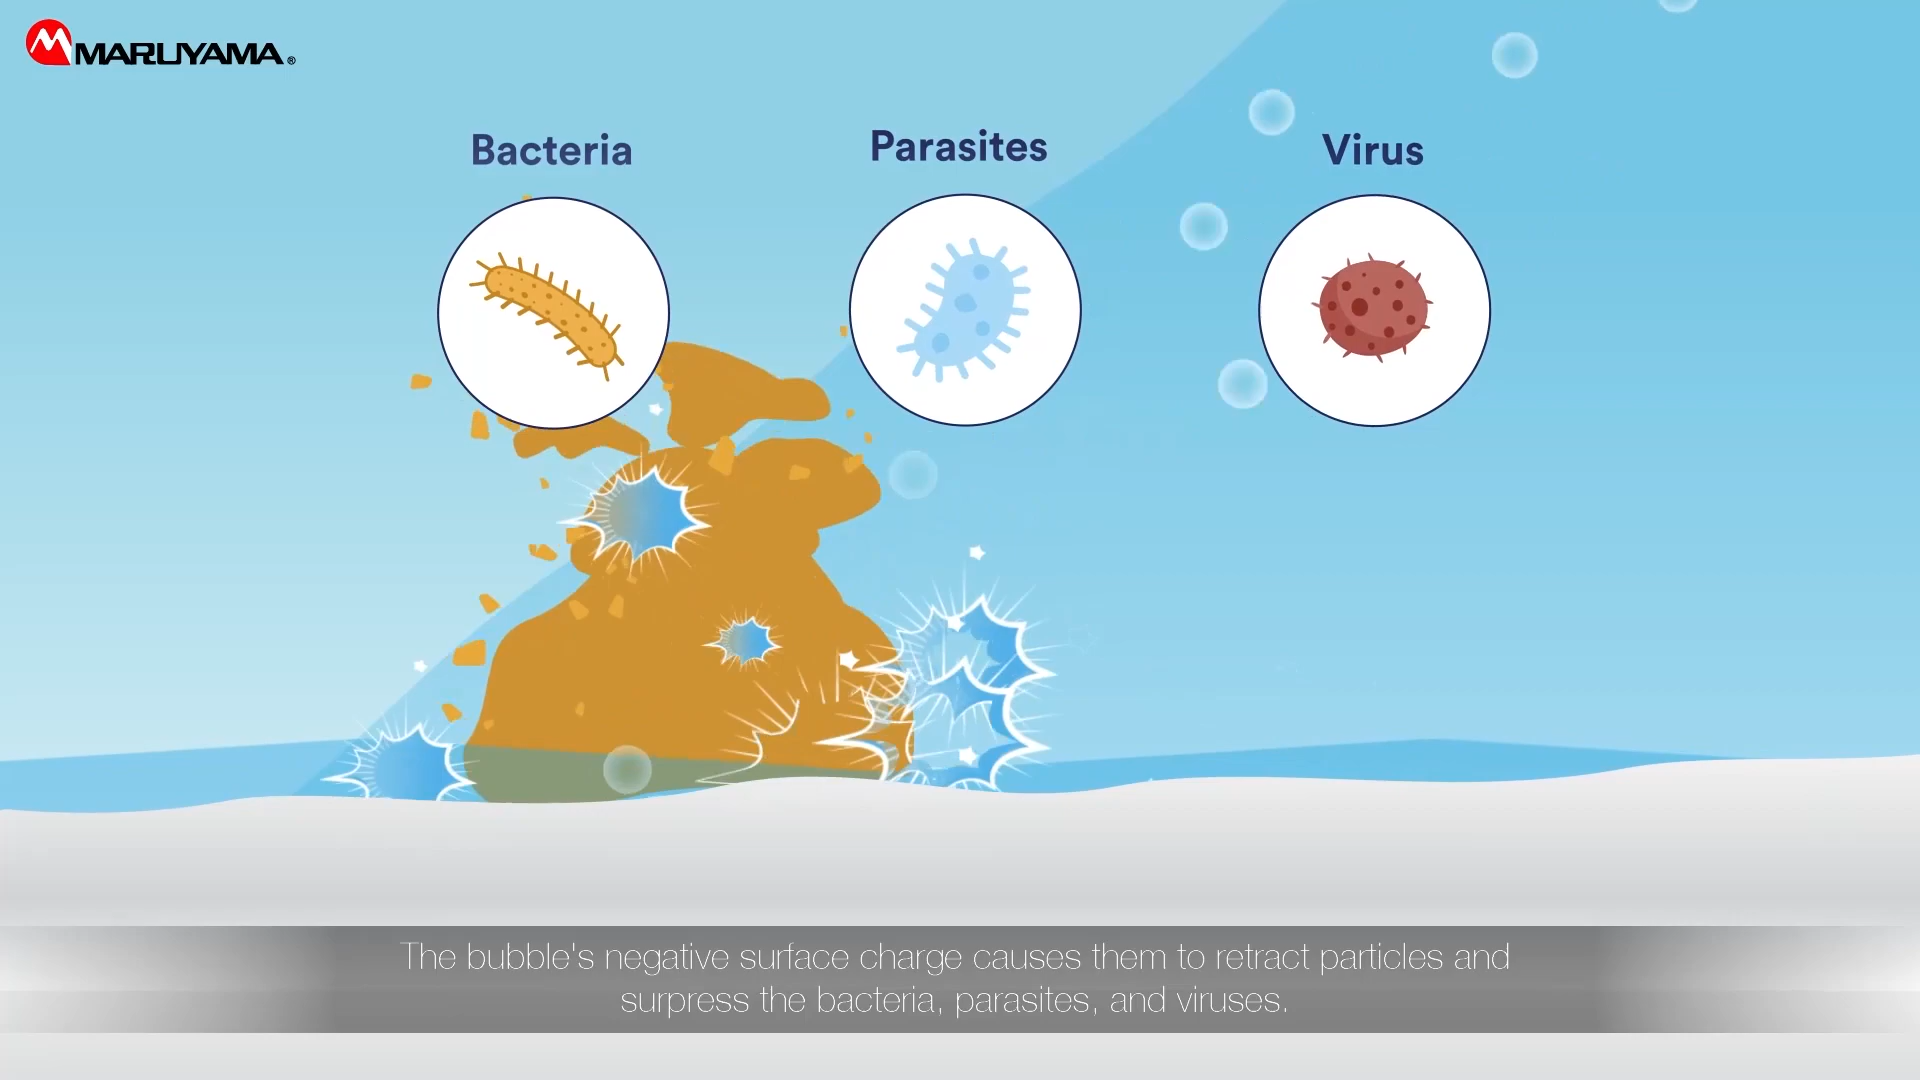 MARUYAMA®
Bacteria
Parasites
Virus
The bubble's negative surface charge causes them to retract particles and
surpress the bacteria, parasites, and viruses.